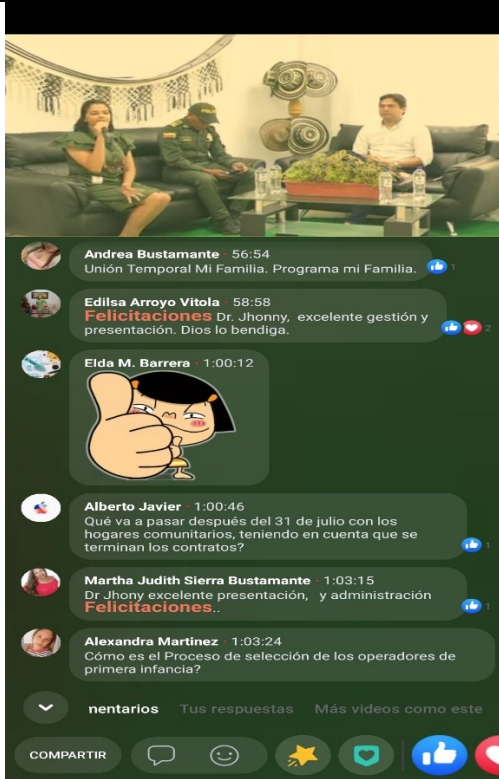 Andrea Bustamante · 56:54
Unión Temporal Mi Familia. Programa mi Familia.
1
Edilsa Arroyo Vitola · 58:58
Felicitaciones Dr. Jhonny, excelente gestión y
presentación. Dios lo bendiga.
2
Elda M. Barrera · 1:00:12
Alberto Javier · 1:00:46
Qué va a pasar después del 31 de julio con los
hogares comunitarios, teniendo en cuenta que se
terminan los contratos?
1
Martha Judith Sierra Bustamante · 1:03:15
Dr Jhony excelente presentación, y administración
Felicitaciones..
1
Alexandra Martinez · 1:03:24
Cómo es el Proceso de selección de los operadores de
primera infancia?
nentarios Tus respuestas Más videos como este
COMPARTIR